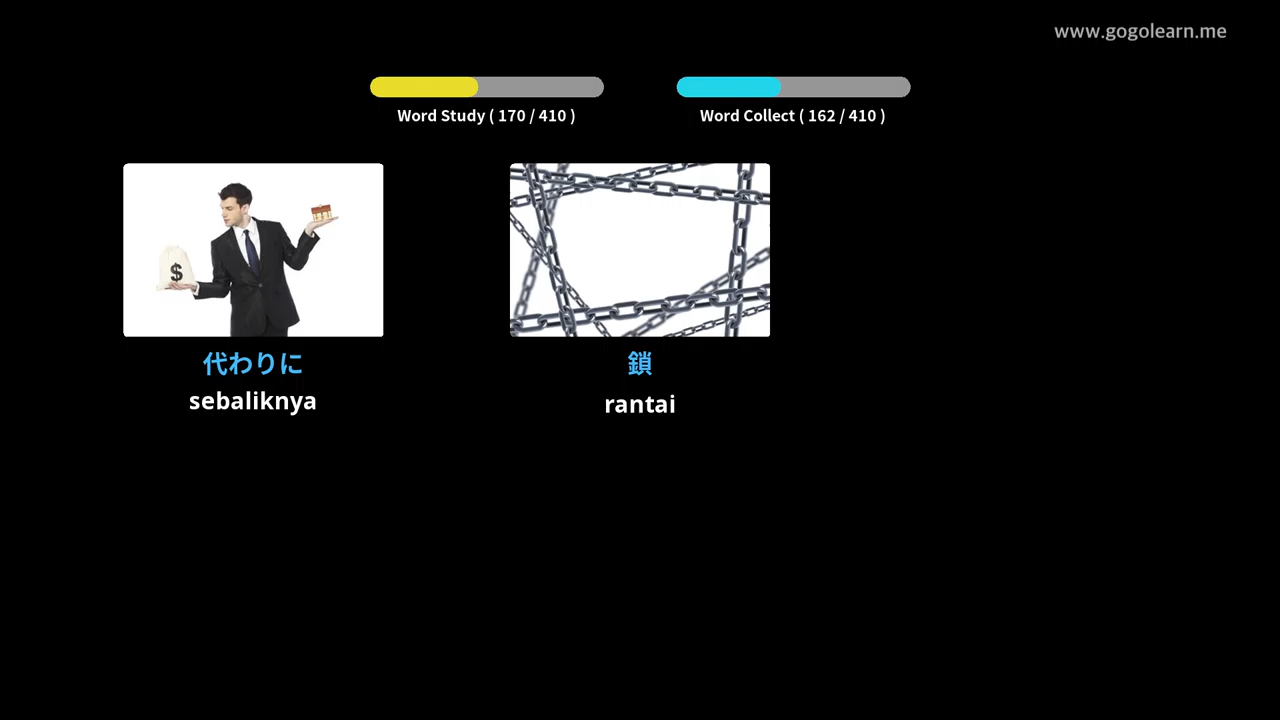 www.gogolearn.me
Word Study ( 170 / 410 )
Word Collect ( 162 / 410 )
$
代わりに
sebaliknya
鎖
rantai